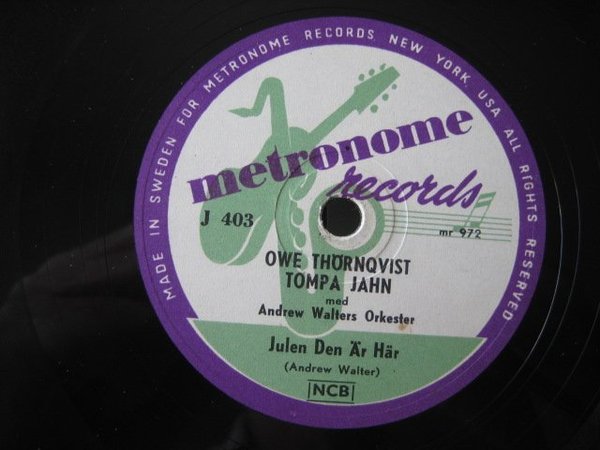 MADE IN SWEDEN FOR METRONOME RECORDS, NEW YORK, USA ALL RIGHTS RESERVED
metronome
records
J 403
mr 972
OWE THÖRNQVIST
TOMPA JAHN
med
Andrew Walters Orkester
Julen Den Är Här
(Andrew Walter)
NCB